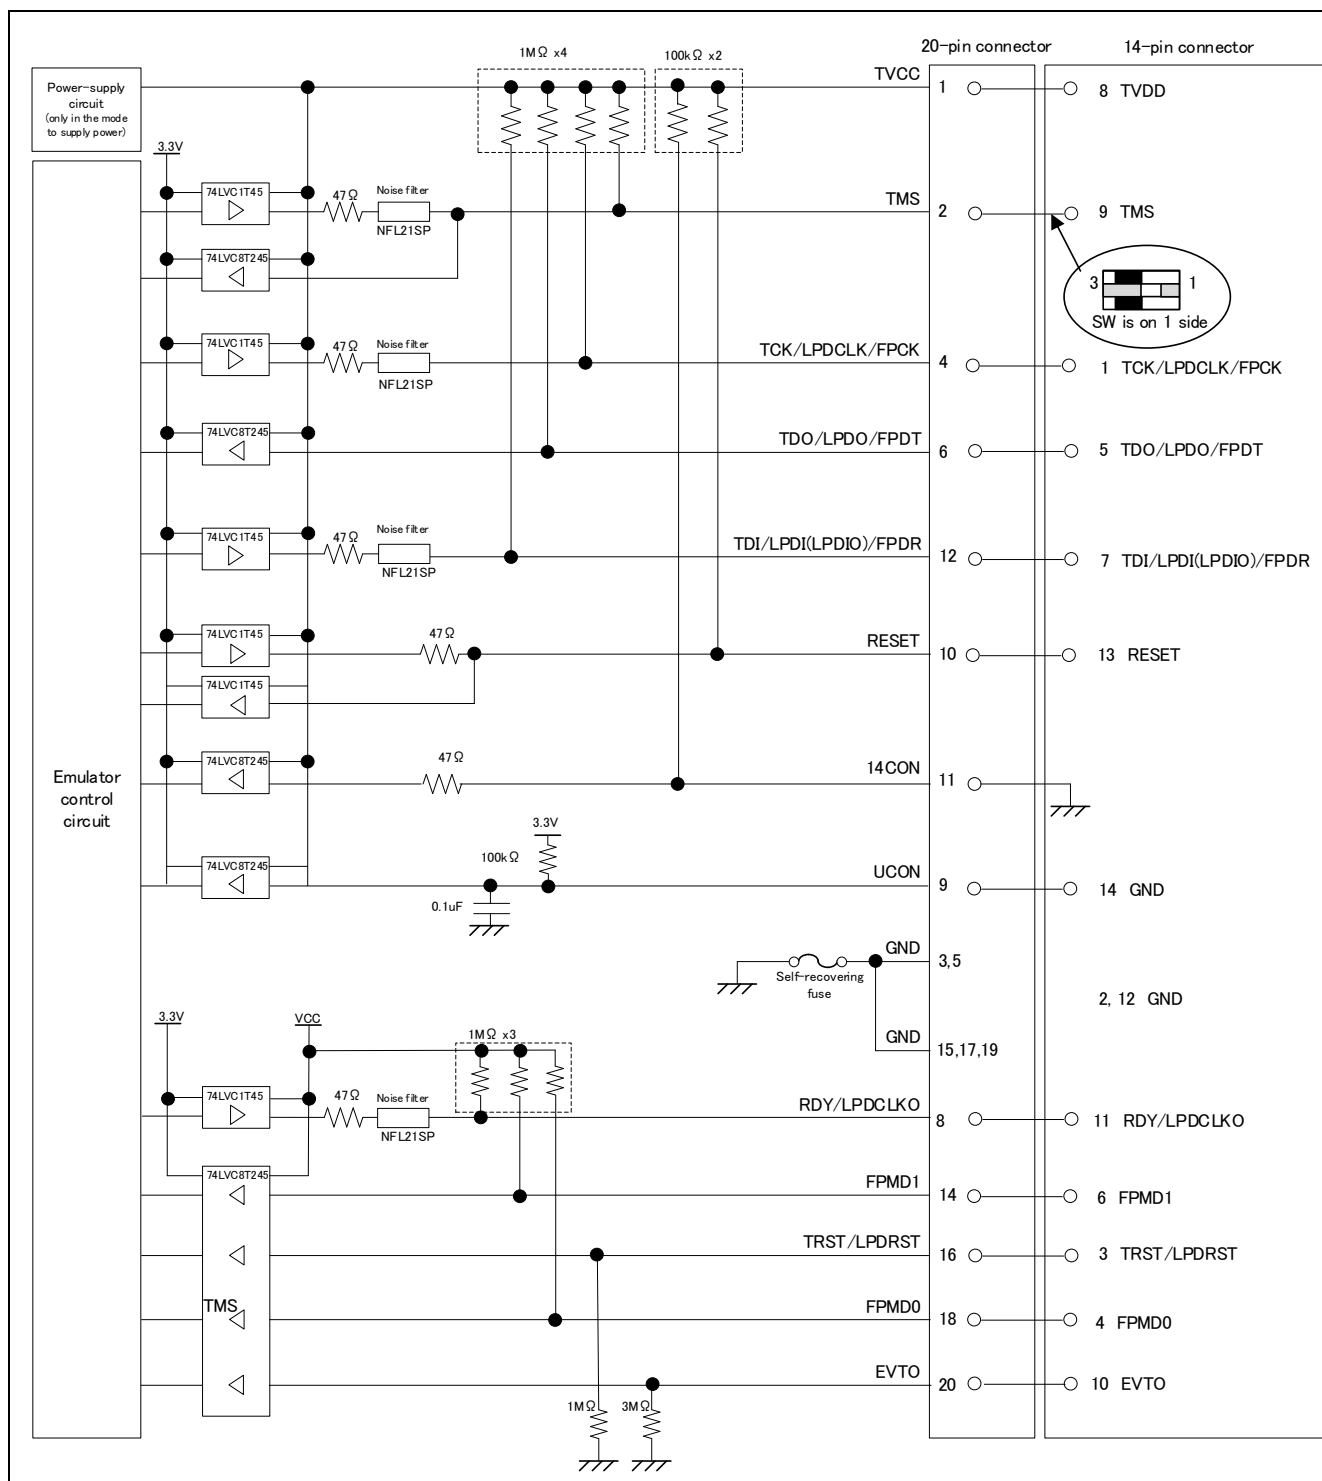 20-pin connector
14-pin connector
1MΩ x4
100kΩ x2
TVCC
1
8 TVDD
Power-supply
circuit
(only in the mode
to supply power)
3.3V
74LVC1T45
47Ω
Noise filter
NFL21SP
TMS
2
9 TMS
74LVC8T245
3
1
SW is on 1 side
74LVC1T45
47Ω
Noise filter
NFL21SP
TCK/LPDCLK/FPCK
4
1 TCK/LPDCLK/FPCK
74LVC8T245
TDO/LPDO/FPDT
6
5 TDO/LPDO/FPDT
74LVC1T45
47Ω
Noise filter
NFL21SP
TDI/LPDI(LPDIO)/FPDR
12
7 TDI/LPDI(LPDIO)/FPDR
74LVC1T45
47Ω
RESET
10
13 RESET
74LVC1T45
74LVC8T245
47Ω
14CON
11
Emulator
control
circuit
3.3V
100kΩ
74LVC8T245
0.1uF
UCON
9
14 GND
GND
3,5
Self-recovering
fuse
2, 12 GND
GND
15,17,19
3.3V
VCC
1MΩ x3
74LVC1T45
47Ω
Noise filter
NFL21SP
RDY/LPDCLKO
8
11 RDY/LPDCLKO
74LVC8T245
FPMD1
14
6 FPMD1
TRST/LPDRST
16
3 TRST/LPDRST
TMS
FPMD0
18
4 FPMD0
EVTO
20
10 EVTO
1MΩ
3MΩ